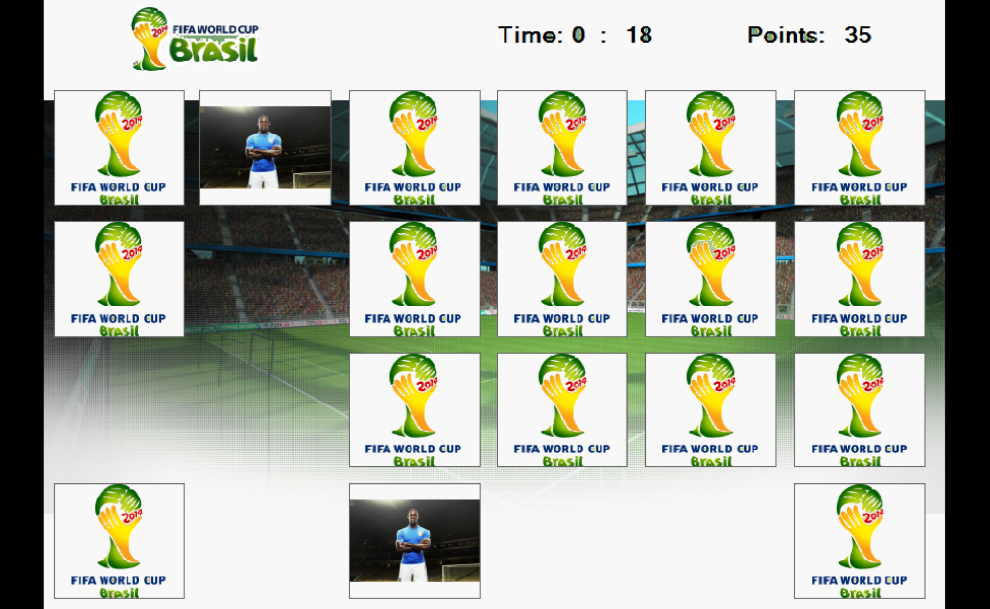 2014
FIFA WORLD CUP
Brasil
Time: 0 : 18
Points: 35
2014 2014 2014 2014 2014
FIFA WORLD CUP FIFA WORLD CUP FIFA WORLD CUP FIFA WORLD CUP FIFA WORLD CUP
Brasil Brasil Brasil Brasil Brasil
2014 2014 2014 2014 2014
FIFA WORLD CUP FIFA WORLD CUP FIFA WORLD CUP FIFA WORLD CUP FIFA WORLD CUP
Brasil Brasil Brasil Brasil Brasil
2014 2014 2014 2014
FIFA WORLD CUP FIFA WORLD CUP FIFA WORLD CUP FIFA WORLD CUP
Brasil Brasil Brasil Brasil
2014 2014
FIFA WORLD CUP FIFA WORLD CUP
Brasil Brasil